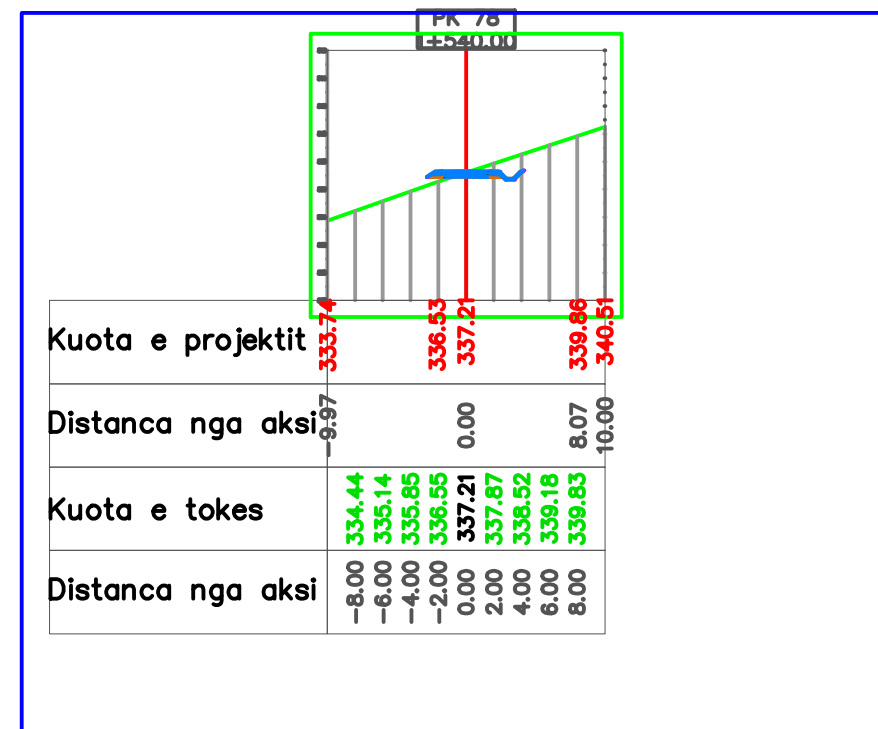 PK 78
+540.00
Kuota e projektit 333.74 336.53 337.21 339.86 340.51
Distanca nga aksi -9.97 0.00 8.07 10.00
Kuota e tokes 334.44 335.14 335.85 336.55 337.21 337.87 338.52 339.18 339.83
Distanca nga aksi -8.00 -6.00 -4.00 -2.00 0.00 2.00 4.00 6.00 8.00